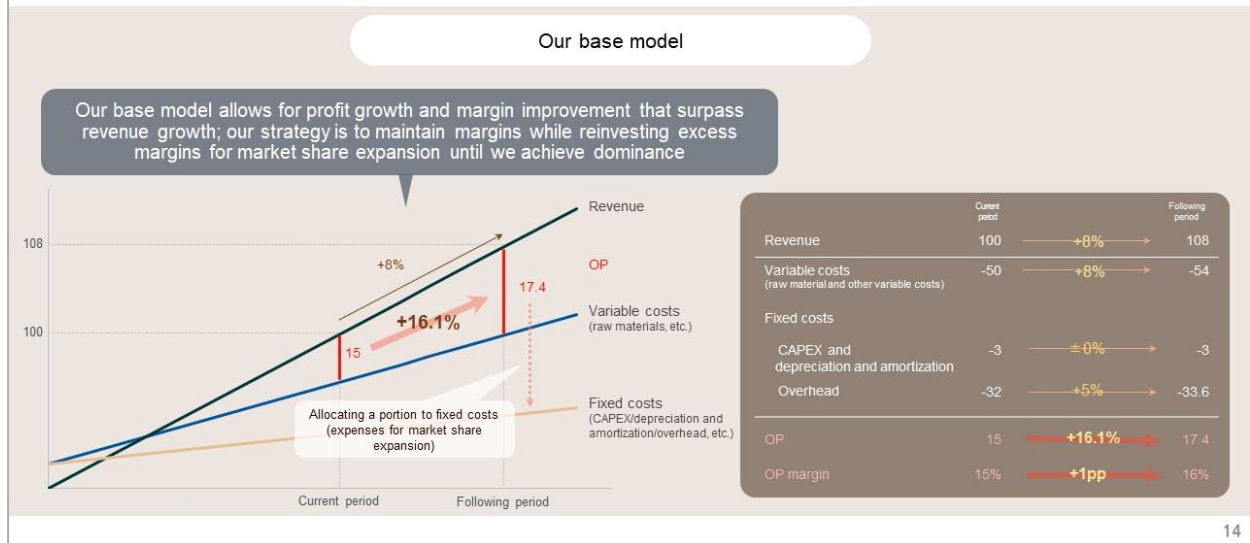 Our base model
Our base model allows for profit growth and margin improvement that surpass
revenue growth; our strategy is to maintain margins while reinvesting excess
margins for market share expansion until we achieve dominance
Revenue
108
+8%
OP
17.4
+16.1%
Variable costs
(raw materials, etc.)
100
15
Allocating a portion to fixed costs
(expenses for market share
expansion)
Fixed costs
(CAPEX/depreciation and
amortization/overhead, etc.)
Current period
Following period
Current
period
Following
period
Revenue 100 +8% 108
Variable costs -50 +8% -54
(raw material and other variable costs)
Fixed costs
CAPEX and
depreciation and amortization -3 ±0% -3
Overhead -32 +5% -33.6
OP 15 +16.1% 17.4
OP margin 15% +1pp 16%
14